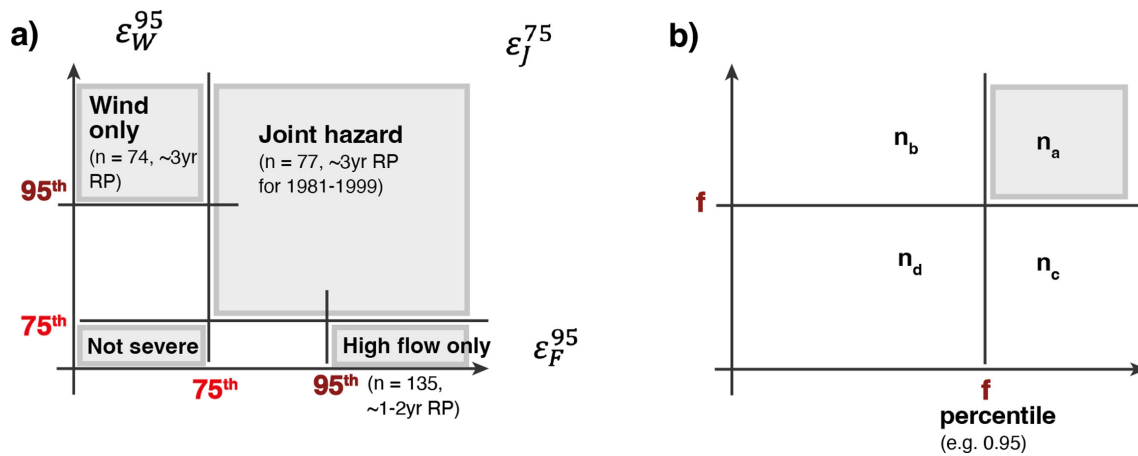 a)
ε_W^95
ε_J^75
Wind
only
(n = 74, ~3yr
RP)
Joint hazard
(n = 77, ~3yr RP
for 1981-1999)
95th
75th
Not severe
High flow only
ε_F^95
75th
95th
(n = 135,
~1-2yr RP)
b)
n_b
n_a
f
n_d
n_c
f
percentile
(e.g. 0.95)